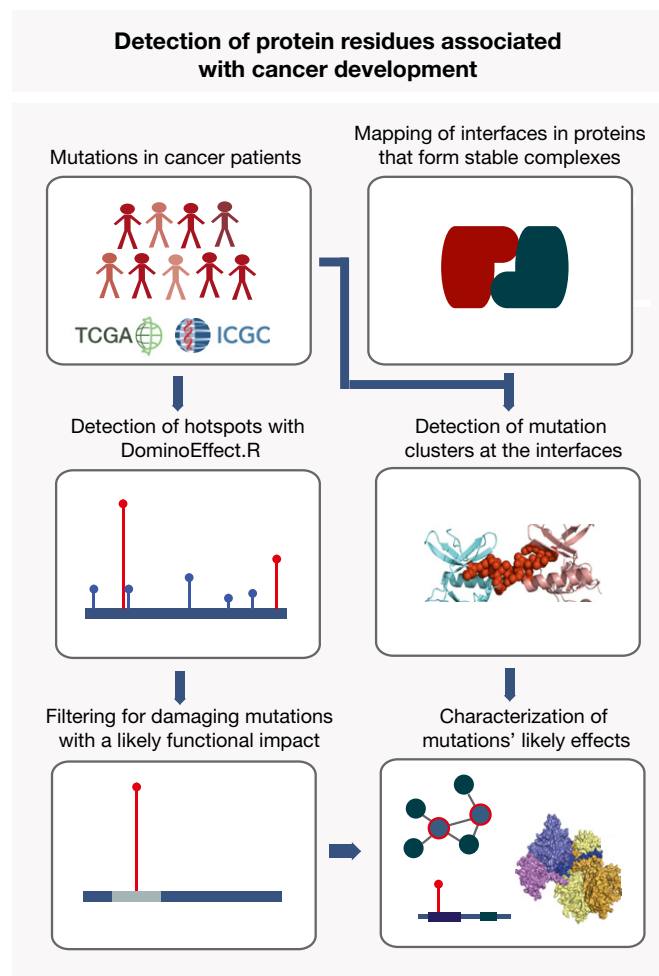 Detection of protein residues associated
with cancer development
Mutations in cancer patients
TCGA
ICGC
Mapping of interfaces in proteins
that form stable complexes
Detection of hotspots with
DominoEffect.R
Detection of mutation
clusters at the interfaces
Filtering for damaging mutations
with a likely functional impact
Characterization of
mutations’ likely effects